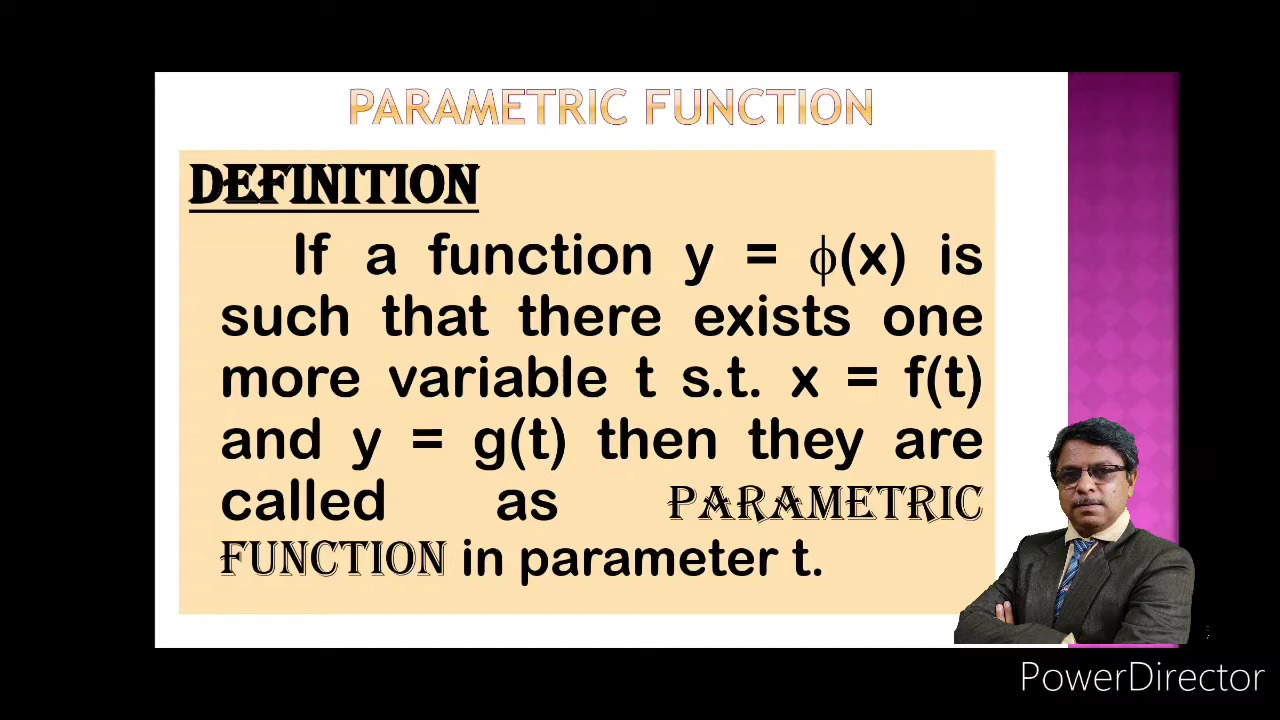 PARAMETRIC FUNCTION
DEFINITION
If a function y = ϕ(x) is
such that there exists one
more variable t s.t. x = f(t)
and y = g(t) then they are
called as PARAMETRIC
FUNCTION in parameter t.
PowerDirector